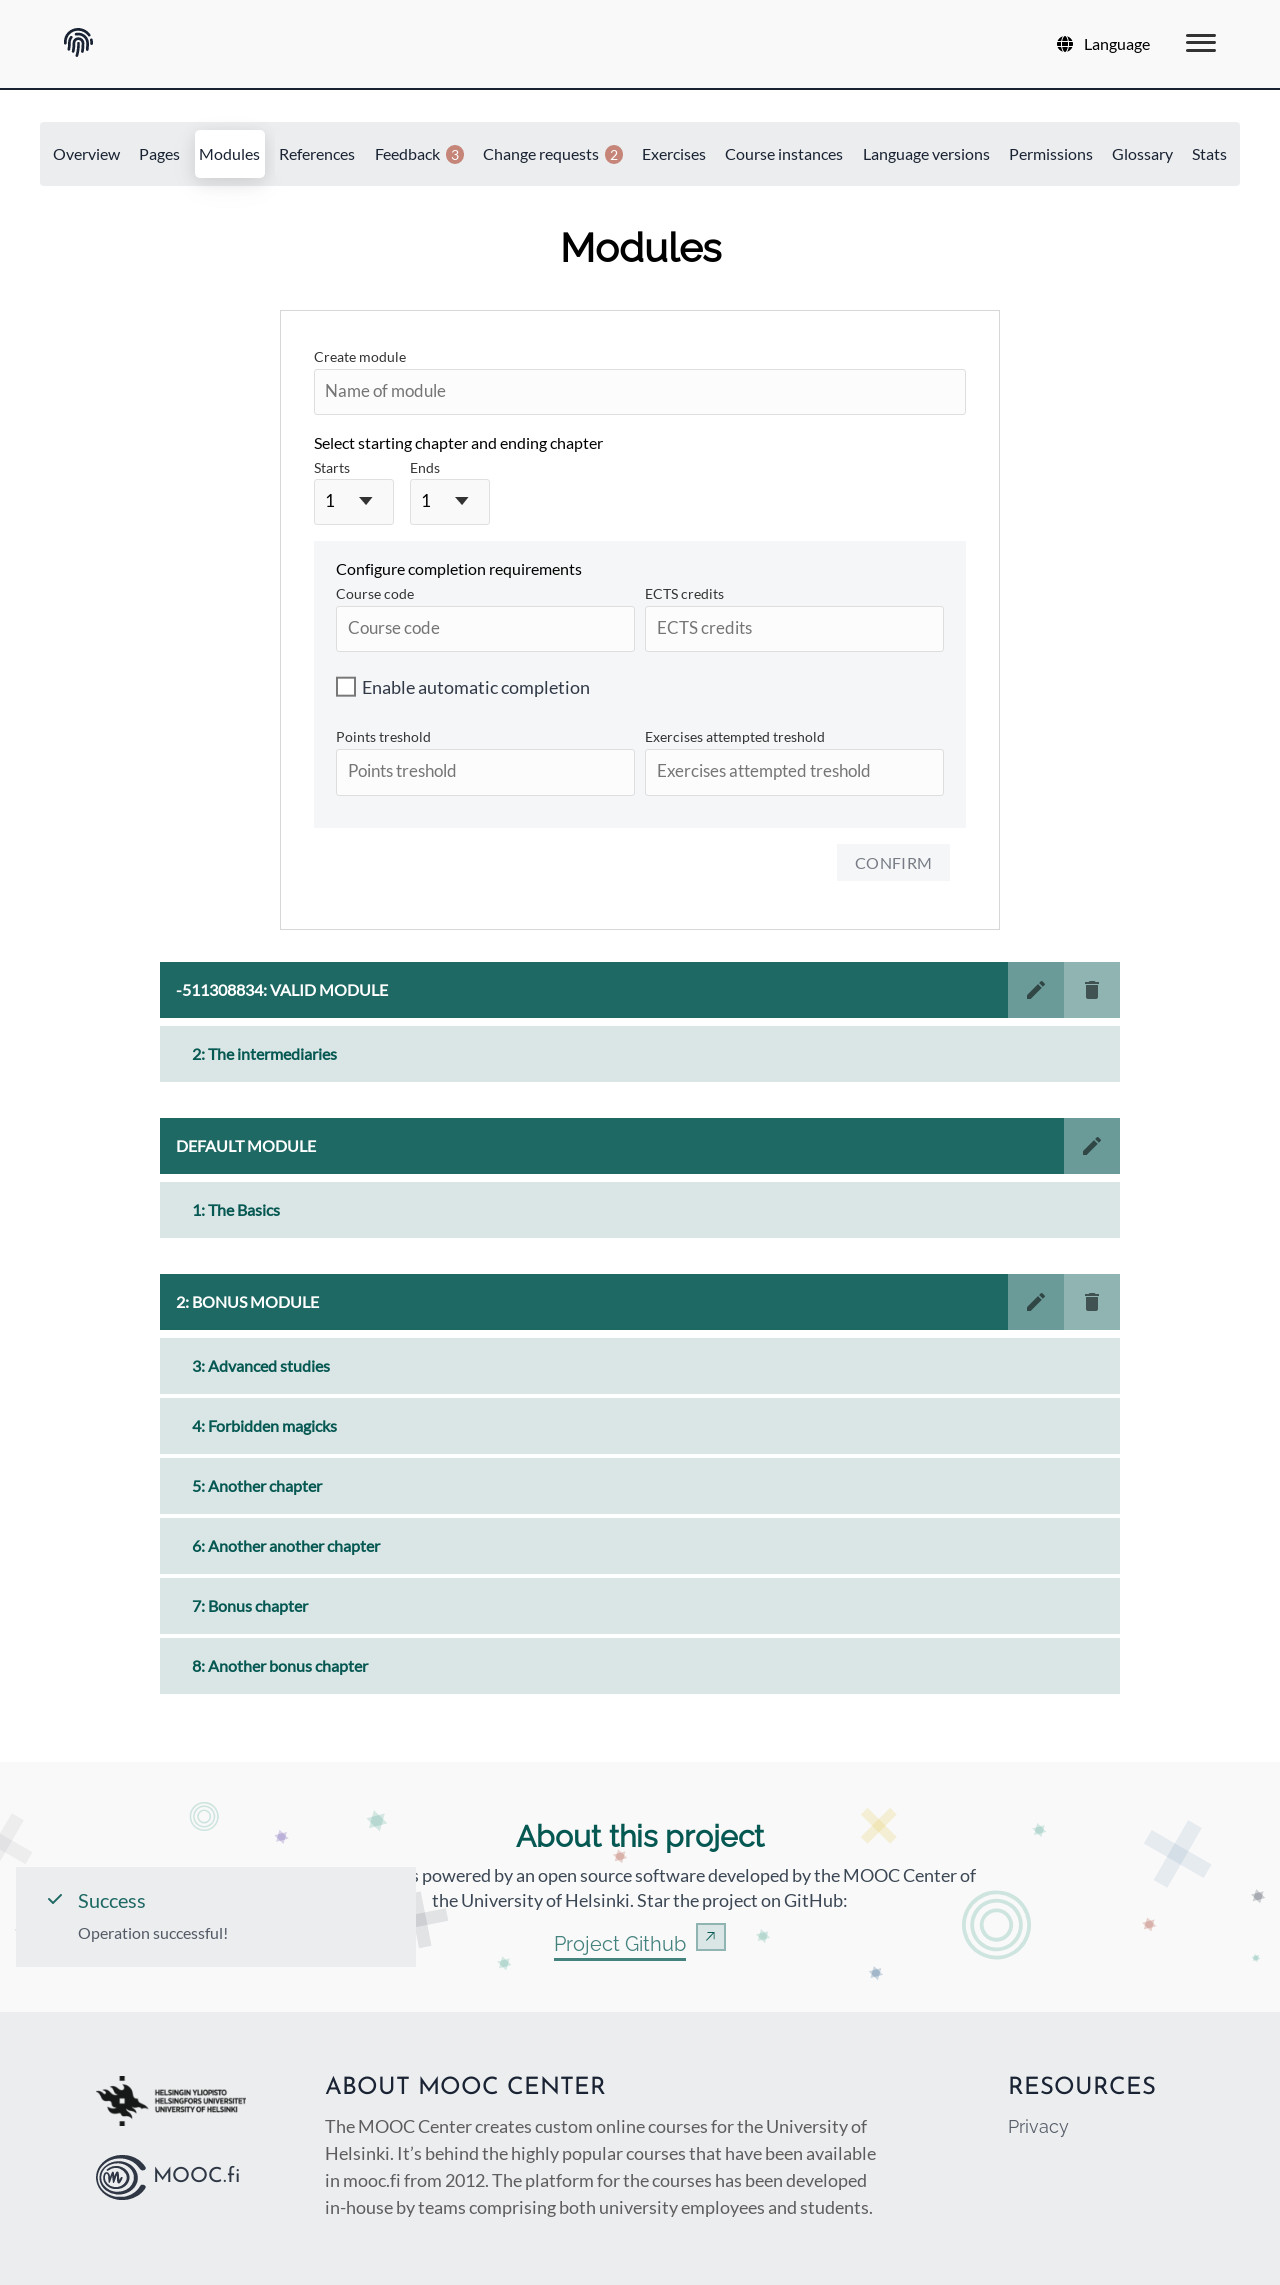 Language
Overview Pages Modules References Feedback 3 Change requests 2 Exercises Course instances Language versions Permissions Glossary Stats
Modules
Create module
Name of module
Select starting chapter and ending chapter
Starts Ends
1 1
Configure completion requirements
Course code ECTS credits
Course code ECTS credits
Enable automatic completion
Points treshold Exercises attempted treshold
Points treshold Exercises attempted treshold
CONFIRM
-511308834: VALID MODULE
2: The intermediaries
DEFAULT MODULE
1: The Basics
2: BONUS MODULE
3: Advanced studies
4: Forbidden magicks
5: Another chapter
6: Another another chapter
7: Bonus chapter
8: Another bonus chapter
About this project
powered by an open source software developed by the MOOC Center of
the University of Helsinki. Star the project on GitHub:
Project Github
Success
Operation successful!
HELSINGIN YLIOPISTO
HELSINGFORS UNIVERSITET
UNIVERSITY OF HELSINKI
MOOC.fi
ABOUT MOOC CENTER
The MOOC Center creates custom online courses for the University of
Helsinki. It’s behind the highly popular courses that have been available
in mooc.fi from 2012. The platform for the courses has been developed
in-house by teams comprising both university employees and students.
RESOURCES
Privacy